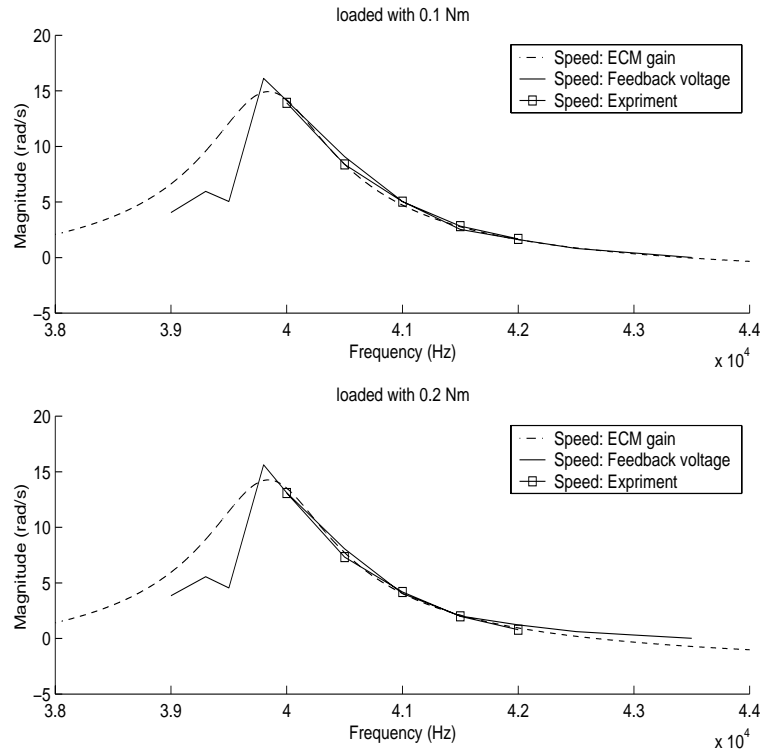 loaded with 0.1 Nm
20
15
10
5
0
-5
Magnitude (rad/s)
Speed: ECM gain
Speed: Feedback voltage
Speed: Expriment
3.8 3.9 4 4.1 4.2 4.3 4.4
Frequency (Hz)
x 10^4
loaded with 0.2 Nm
20
15
10
5
0
-5
Magnitude (rad/s)
Speed: ECM gain
Speed: Feedback voltage
Speed: Expriment
3.8 3.9 4 4.1 4.2 4.3 4.4
Frequency (Hz)
x 10^4